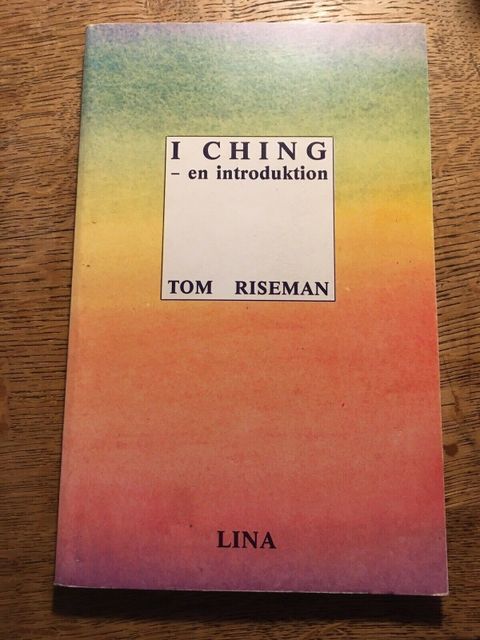 I CHING
– en introduktion
TOM RISEMAN
LINA